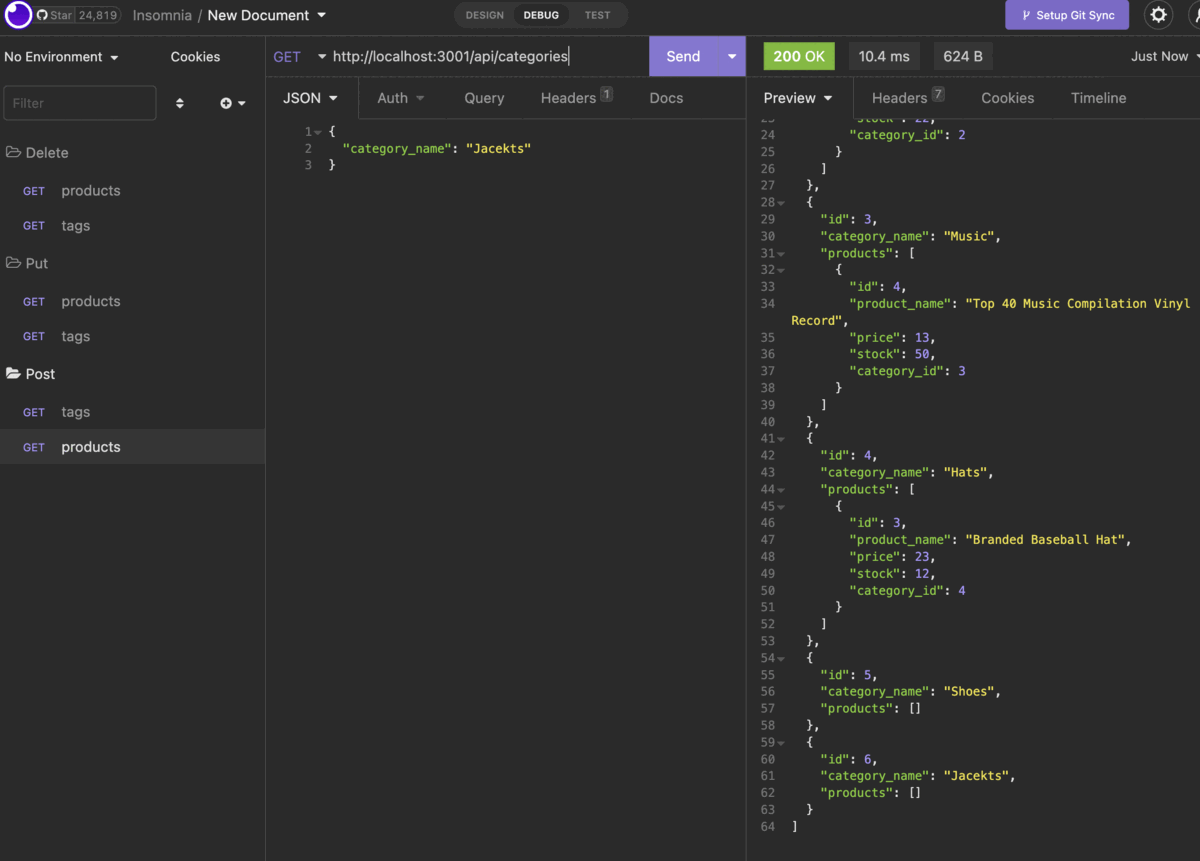 Star 24,819 Insomnia / New Document DESIGN DEBUG TEST Setup Git Sync
No Environment Cookies
Filter
Delete
GET products
GET tags
Put
GET products
GET tags
Post
GET tags
GET products
GET http://localhost:3001/api/categories Send
JSON Auth Query Headers 1 Docs
1 {
2 "category_name": "Jacekts"
3 }
200 OK 10.4 ms 624 B Just Now
Preview Headers 7 Cookies Timeline
23 "stock": 22,
24 "category_id": 2
25 }
26 ]
27 },
28 {
29 "id": 3,
30 "category_name": "Music",
31 "products": [
32 {
33 "id": 4,
34 "product_name": "Top 40 Music Compilation Vinyl
Record",
35 "price": 13,
36 "stock": 50,
37 "category_id": 3
38 }
39 ]
40 },
41 {
42 "id": 4,
43 "category_name": "Hats",
44 "products": [
45 {
46 "id": 3,
47 "product_name": "Branded Baseball Hat",
48 "price": 23,
49 "stock": 12,
50 "category_id": 4
51 }
52 ]
53 },
54 {
55 "id": 5,
56 "category_name": "Shoes",
57 "products": []
58 },
59 {
60 "id": 6,
61 "category_name": "Jacekts",
62 "products": []
63 }
64 ]